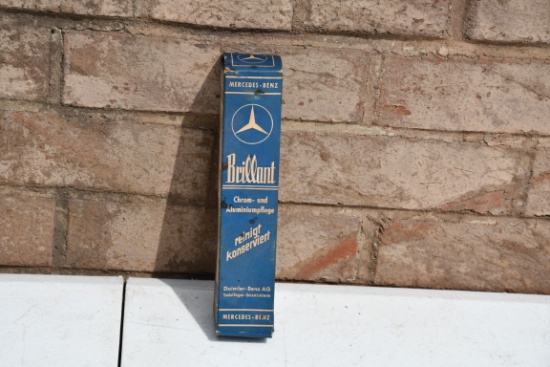 MERCEDES-BENZ
Brillant
Chrom- und
Aluminiumpflege
reinigt
konserviert
Daimler-Benz AG
MERCEDES-BENZ